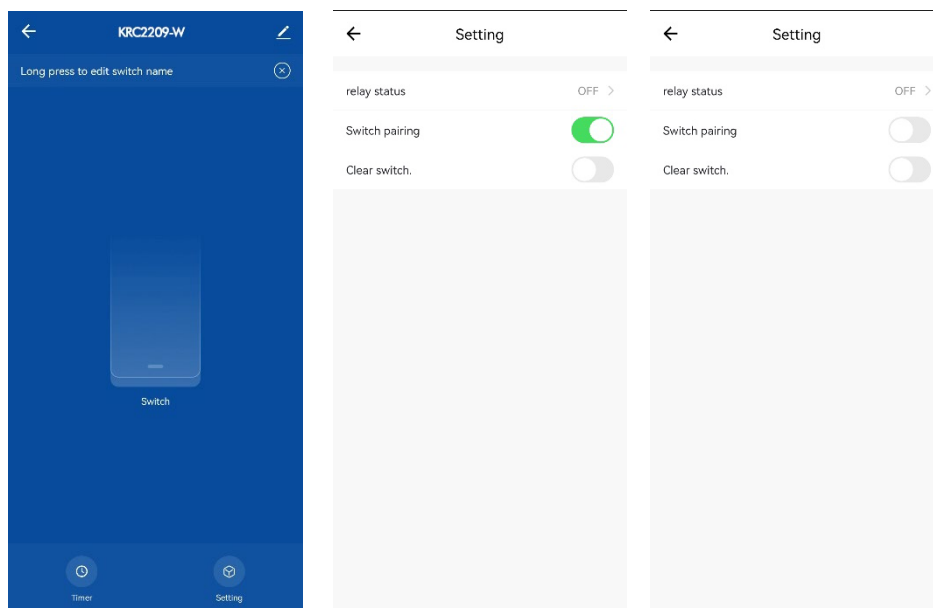 KRC2209-W
Long press to edit switch name
Switch
Timer
Setting
Setting
relay status OFF
Switch pairing
Clear switch.
Setting
relay status OFF
Switch pairing
Clear switch.